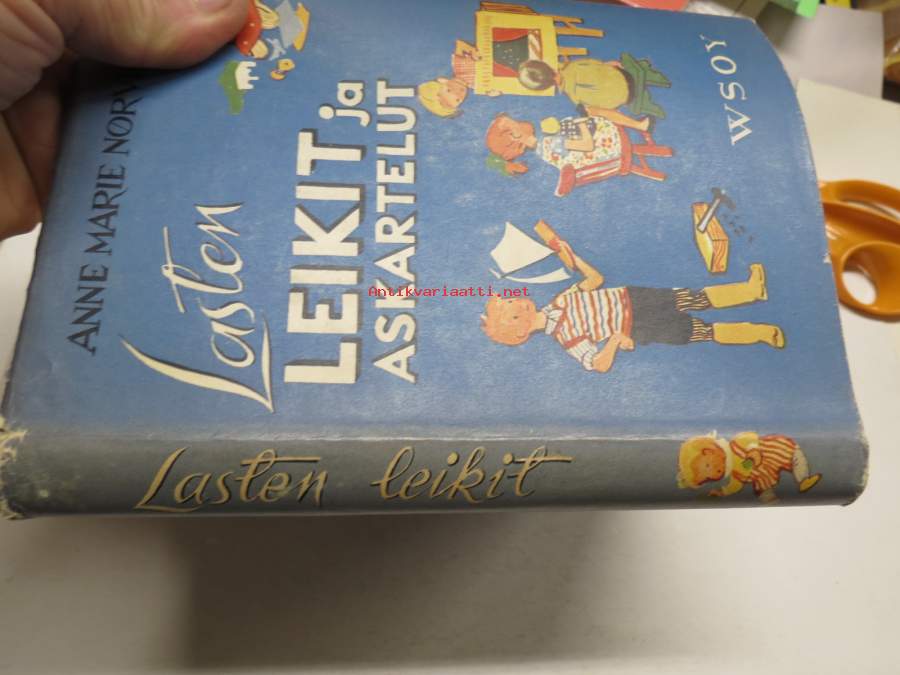 ANNE MARIE
Lasten
LEIKIT ja
ASKARTELUT
WSOY
Lasten leikit
Antikvariaatti.net